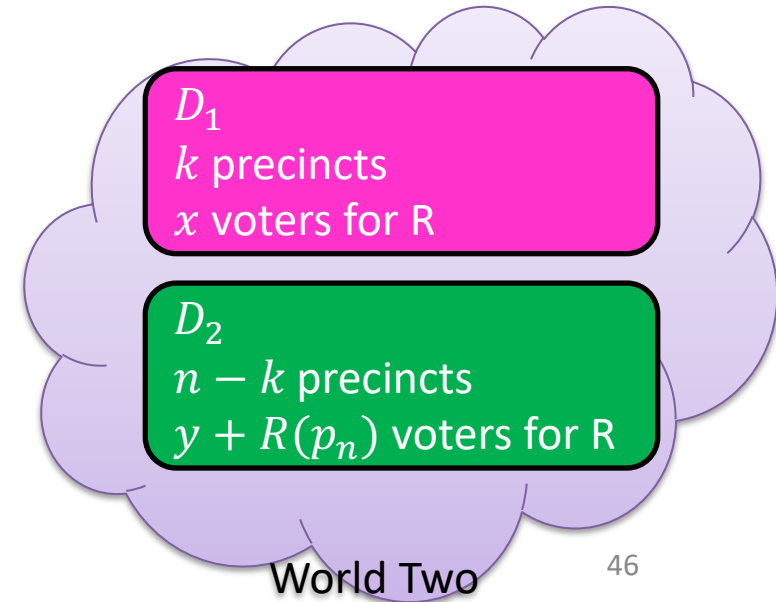 D₁
k precincts
x voters for R
D₂
n − k precincts
y + R(pₙ) voters for R
World Two
46